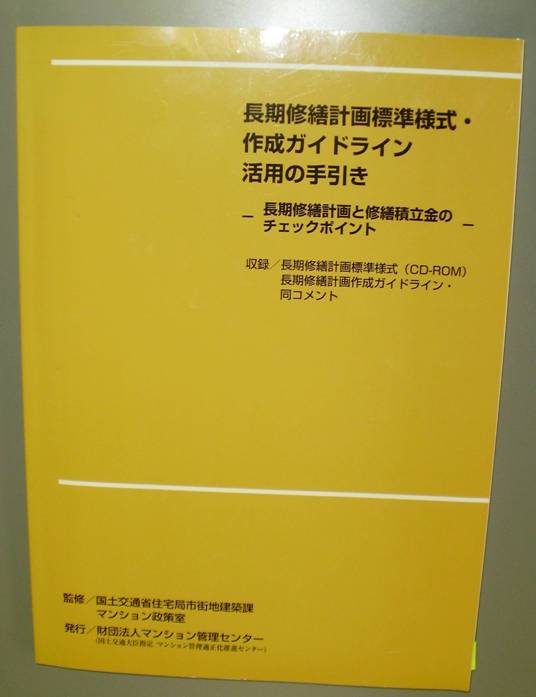 長期修繕計画標準様式・
作成ガイドライン
活用の手引き
― 長期修繕計画と修繕積立金の
チェックポイント ―
収録／長期修繕計画標準様式（CD-ROM）
長期修繕計画作成ガイドライン・
同コメント
監修／国土交通省住宅局市街地建築課
マンション政策室
発行／財団法人マンション管理センター
（国土交通大臣指定 マンション管理適正化推進センター）